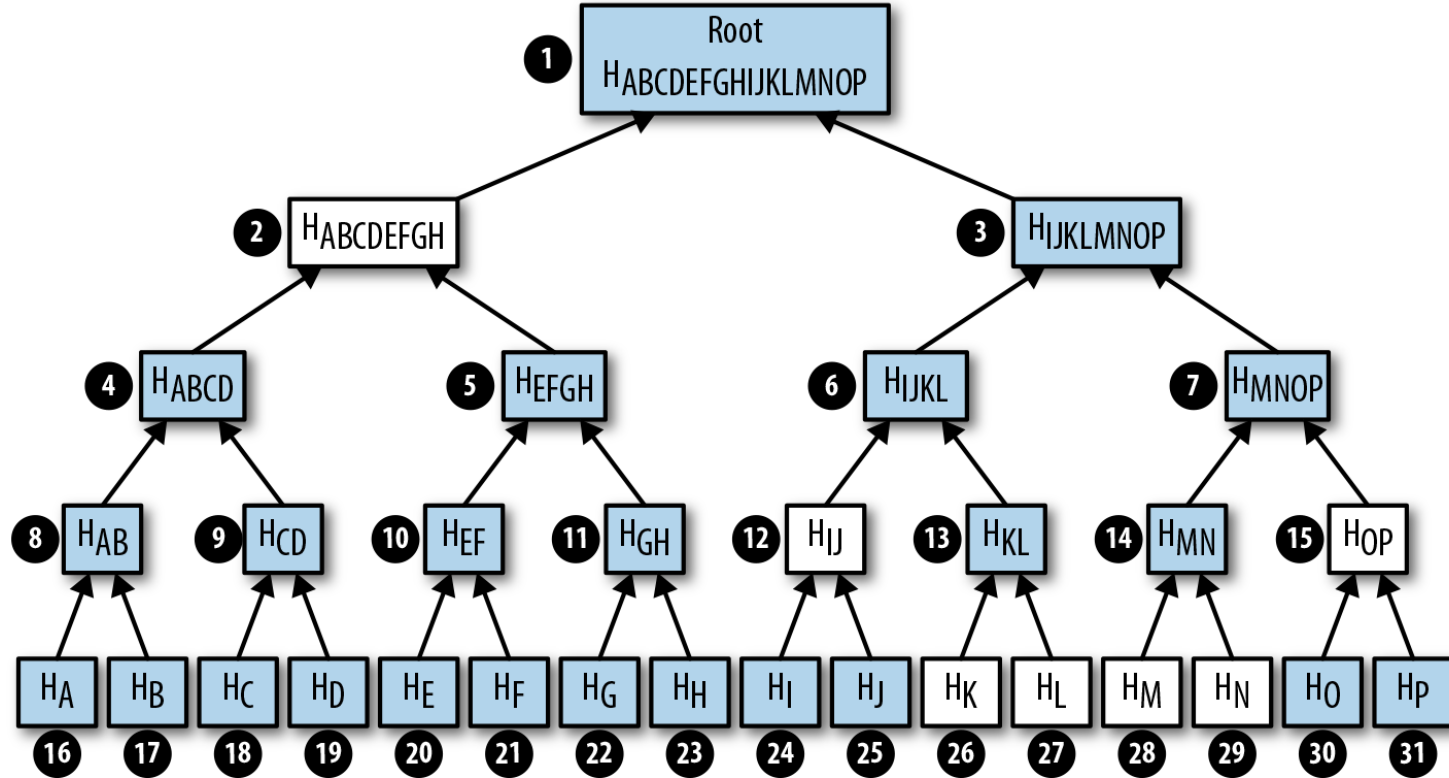 Root
1 HABCDEFGHIJKLMNOP
2 HABCDEFGH
3 HIJKLMNOP
4 HABCD
5 HEFGH
6 HIJKL
7 HMNOP
8 HAB
9 HCD
10 HEF
11 HGH
12 HIJ
13 HKL
14 HMN
15 HOP
HA HB HC HD HE HF HG HH HI HJ HK HL HM HN HO HP
16 17 18 19 20 21 22 23 24 25 26 27 28 29 30 31